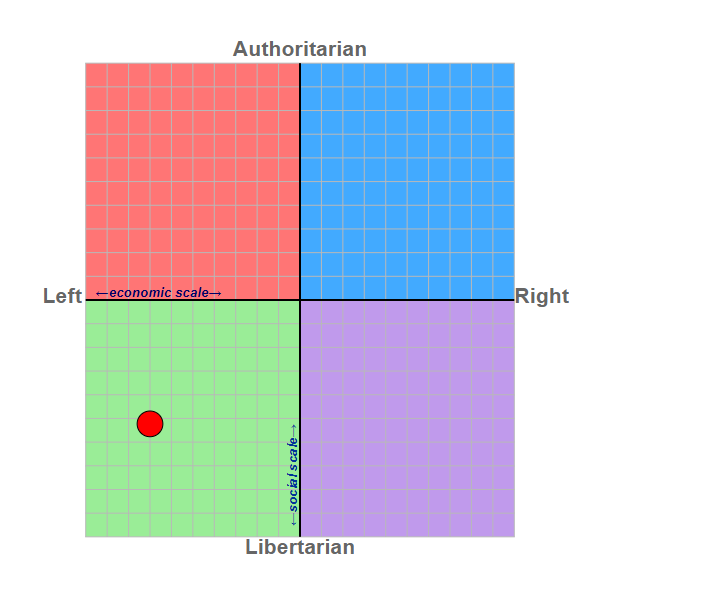 Authoritarian
Left
←economic scale→
Right
←social scale→
Libertarian